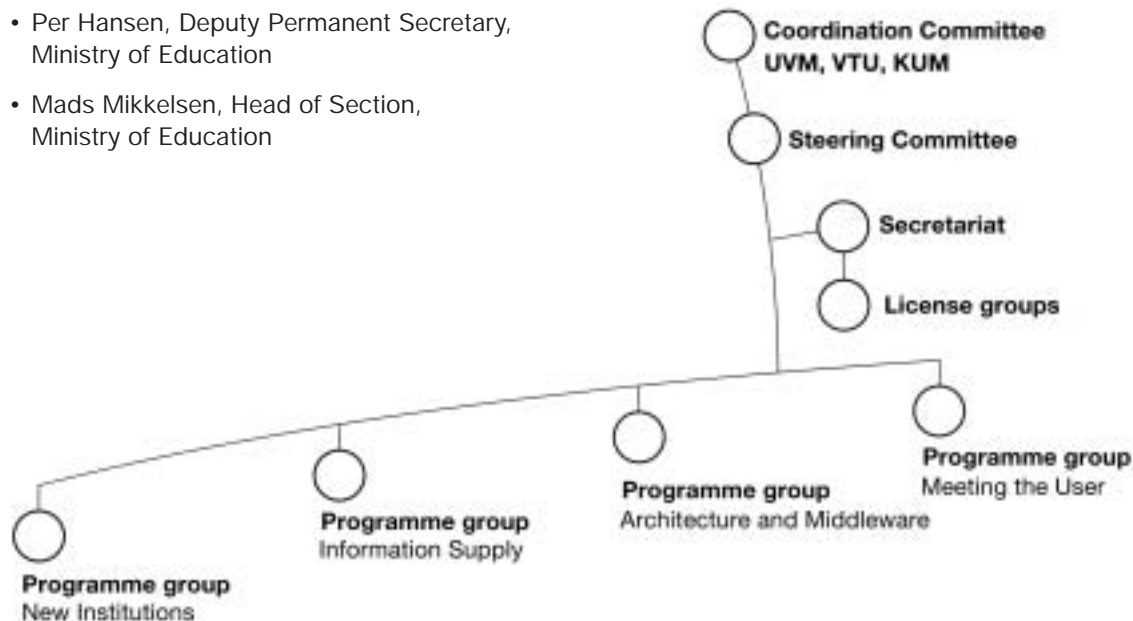 • Per Hansen, Deputy Permanent Secretary,
Ministry of Education
• Mads Mikkelsen, Head of Section,
Ministry of Education
Coordination Committee
UVM, VTU, KUM
Steering Committee
Secretariat
License groups
Programme group
Meeting the User
Programme group
Architecture and Middleware
Programme group
Information Supply
Programme group
New Institutions